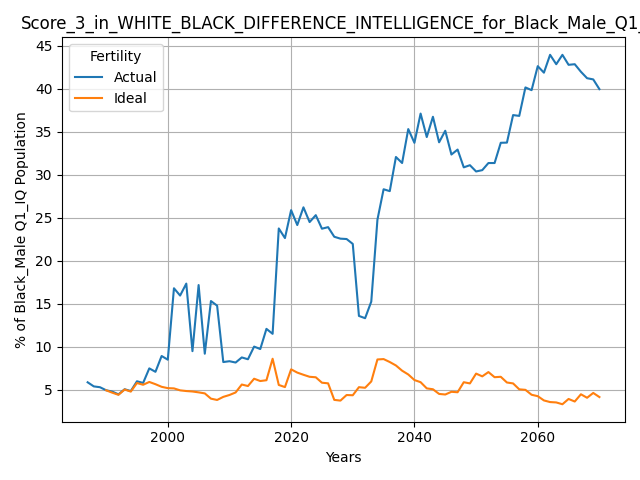 Score_3_in_WHITE_BLACK_DIFFERENCE_INTELLIGENCE_for_Black_Male_Q1_
Fertility
Actual
Ideal
45
40
35
30
25
20
15
10
5
% of Black_Male Q1_IQ Population
2000
2020
2040
2060
Years